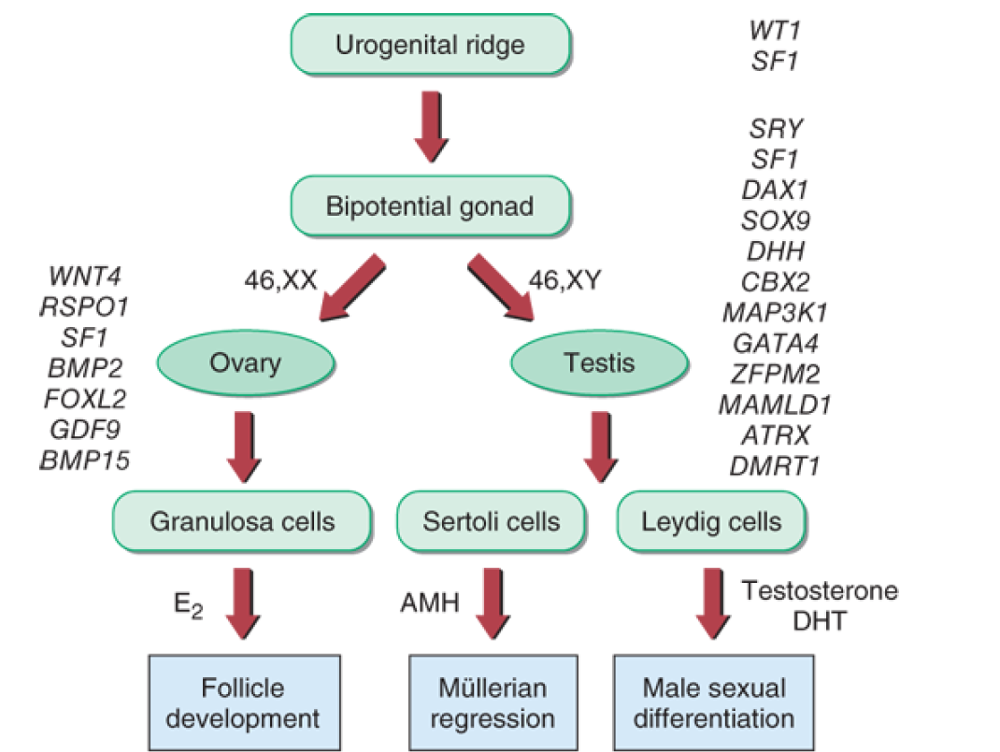 Urogenital ridge
WT1
SF1
Bipotential gonad
SRY
SF1
DAX1
SOX9
DHH
CBX2
MAP3K1
GATA4
ZFPM2
MAMLD1
ATRX
DMRT1
46,XX
46,XY
WNT4
RSPO1
SF1
BMP2
FOXL2
GDF9
BMP15
Ovary
Testis
Granulosa cells
Sertoli cells
Leydig cells
E2
AMH
Testosterone
DHT
Follicle
development
Müllerian
regression
Male sexual
differentiation